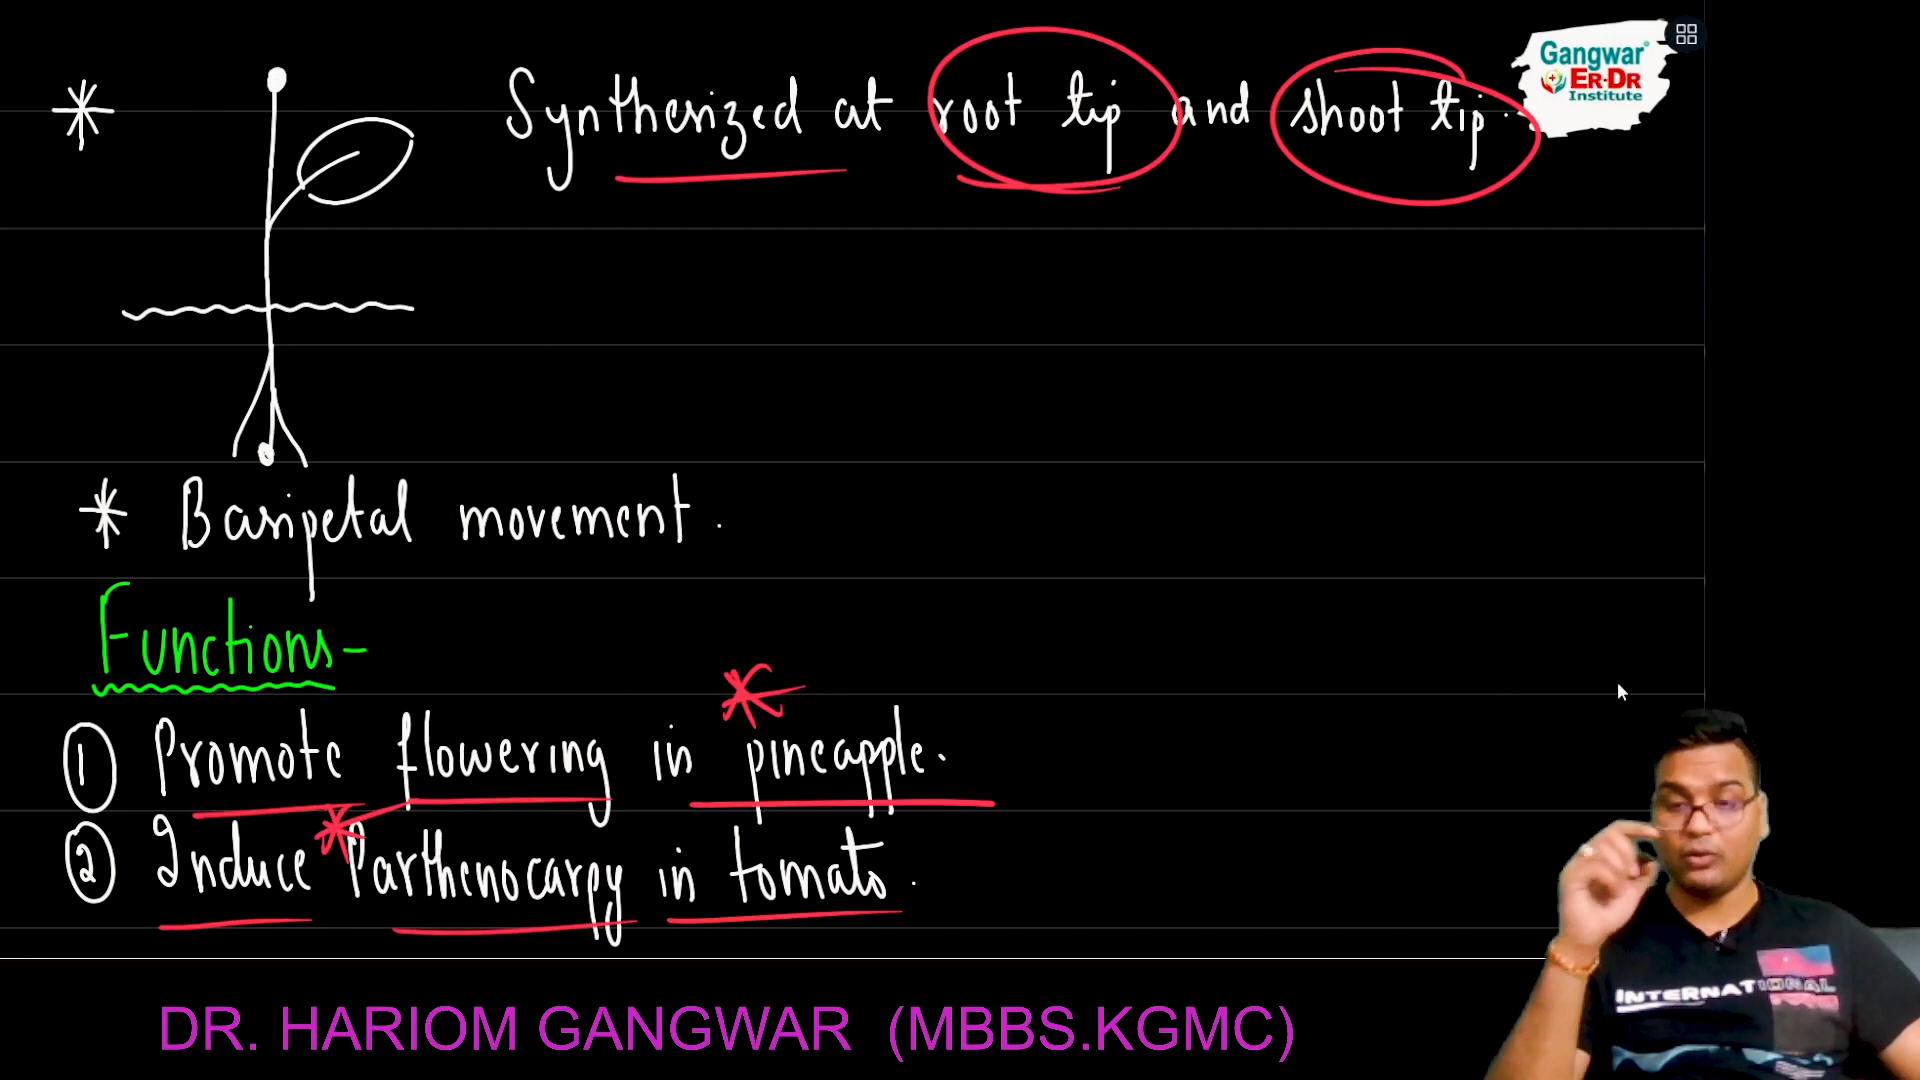 * Synthesized at root tip and shoot tip.
Gangwar®
ER-DR
Institute
* Basipetal movement.
Functions-
① Promote flowering in pineapple.
② Induce Parthenocarpy in tomato.
INTERNATIONAL
DR. HARIOM GANGWAR (MBBS.KGMC)